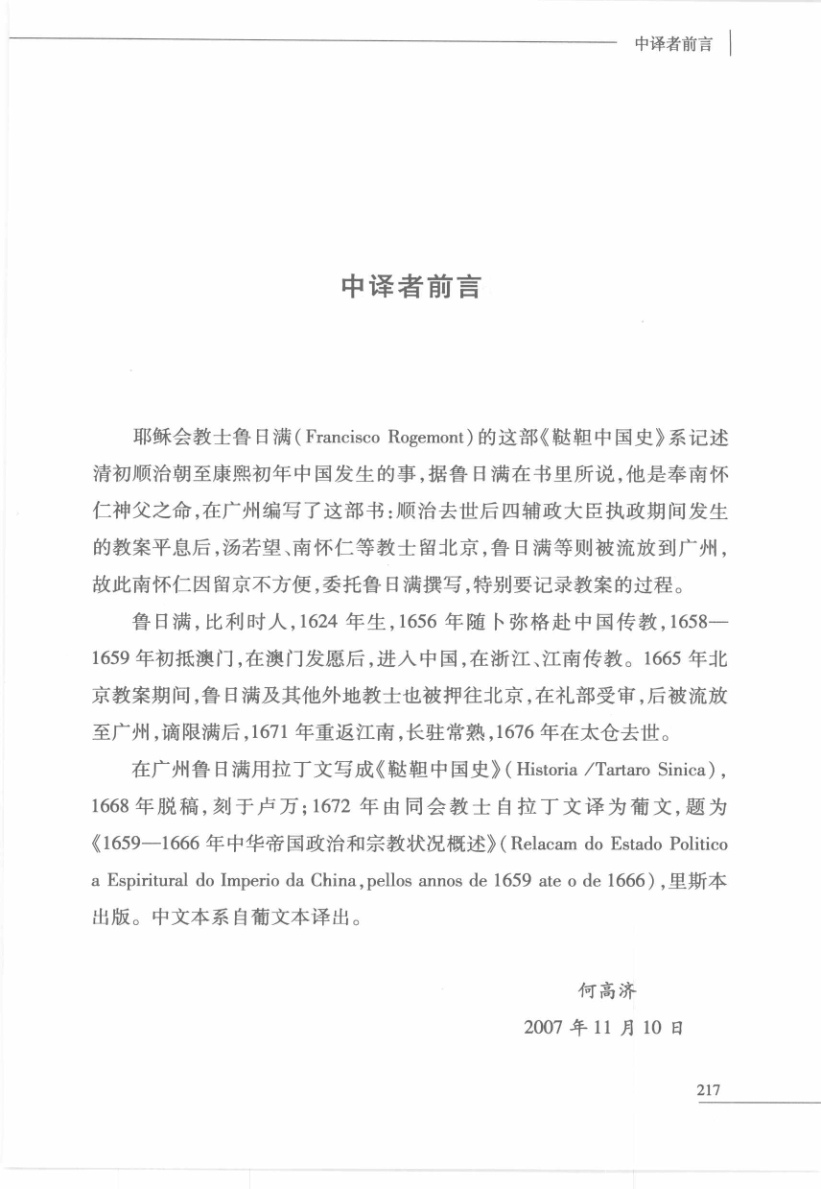 中译者前言
中译者前言
耶稣会教士鲁日满(Francisco Rogemont)的这部《鞑靼中国史》系记述
清初顺治朝至康熙初年中国发生的事,据鲁日满在书里所说,他是奉南怀
仁神父之命,在广州编写了这部书:顺治去世后四辅政大臣执政期间发生
的教案平息后,汤若望、南怀仁等教士留北京,鲁日满等则被流放到广州,
故此南怀仁因留京不方便,委托鲁日满撰写,特别要记录教案的过程。
鲁日满,比利时人,1624 年生,1656 年随卜弥格赴中国传教,1658—
1659 年初抵澳门,在澳门发愿后,进入中国,在浙江、江南传教。1665 年北
京教案期间,鲁日满及其他外地教士也被押往北京,在礼部受审,后被流放
至广州,谪限满后,1671 年重返江南,长驻常熟,1676 年在太仓去世。
在广州鲁日满用拉丁文写成《鞑靼中国史》(Historia /Tartaro Sinica),
1668 年脱稿,刻于卢万;1672 年由同会教士自拉丁文译为葡文,题为
《1659—1666 年中华帝国政治和宗教状况概述》(Relacam do Estado Politico
a Espiritural do Imperio da China,pellos annos de 1659 ate o de 1666),里斯本
出版。中文本系自葡文本译出。
何高济
2007 年 11 月 10 日
217